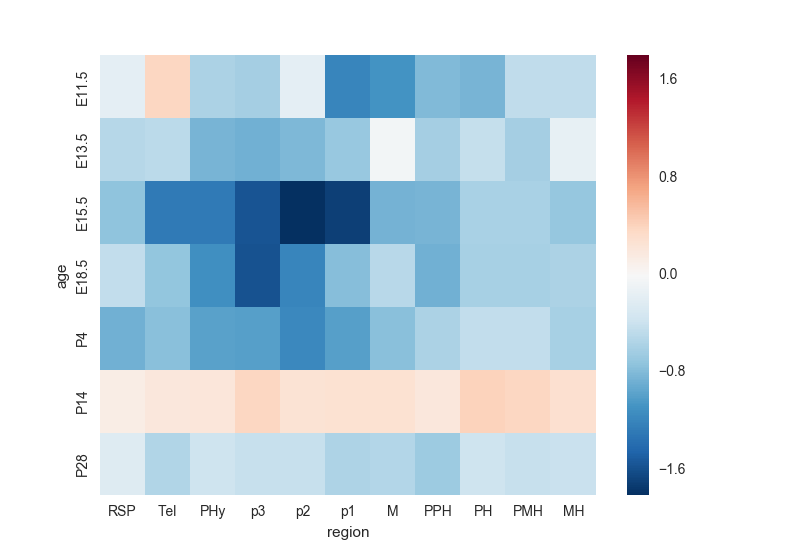 E11.5
E13.5
E15.5
E18.5
P4
P14
P28
age
RSP Tel PHy p3 p2 p1 M PPH PH PMH MH
region
1.6
0.8
0.0
−0.8
−1.6